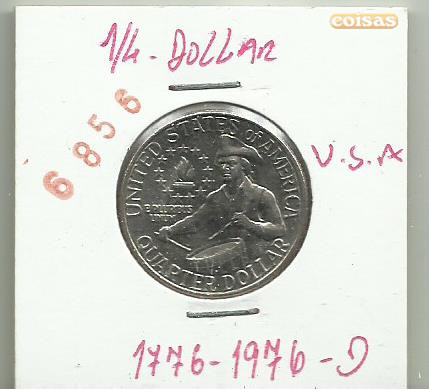 coisas
1/4. DOLLAR
6856
U.S.A
UNITED STATES of AMERICA
E PLURIBUS
UNUM
QUARTER DOLLAR
1776-1976-D